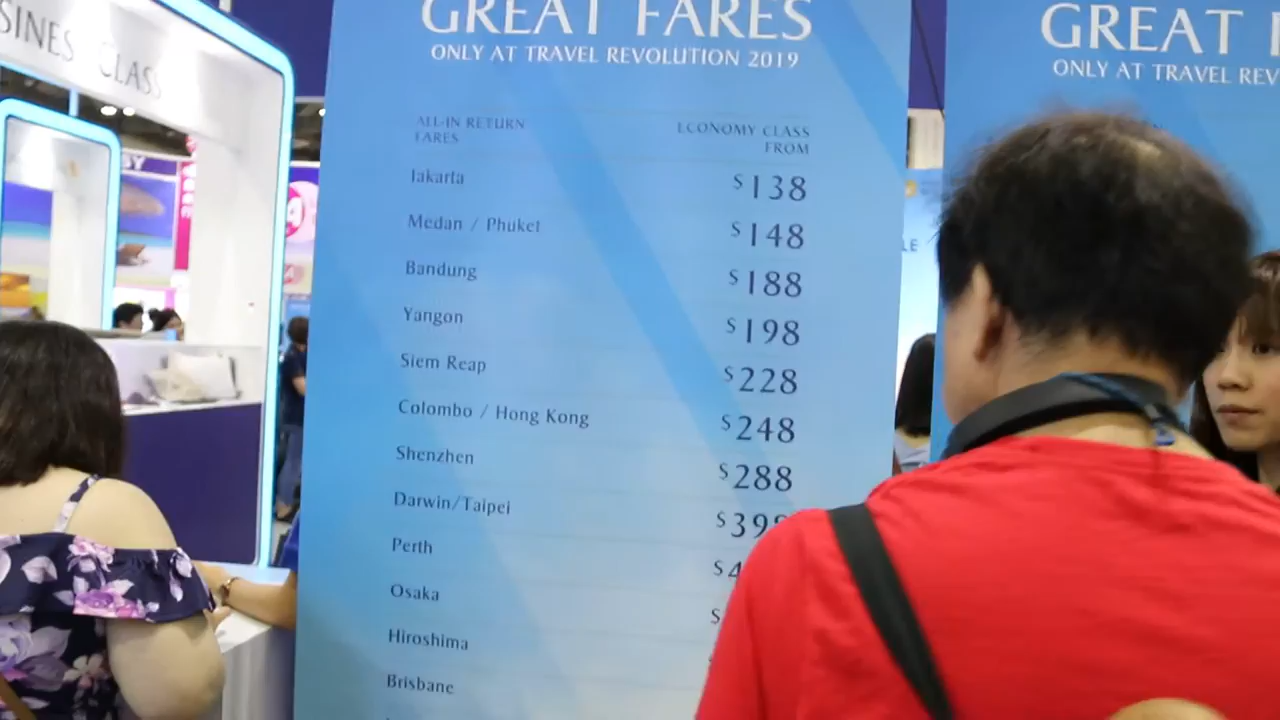 CLASS
GREAT FARES
ONLY AT TRAVEL REVOLUTION 2019
ALL-IN RETURN FARES
ECONOMY CLASS FROM
Jakarta $138
Medan / Phuket $148
Bandung $188
Yangon $198
Siem Reap $228
Colombo / Hong Kong $248
Shenzhen $288
Darwin/Taipei
Perth
Osaka
Hiroshima
Brisbane
GREAT
ONLY AT TRAVEL